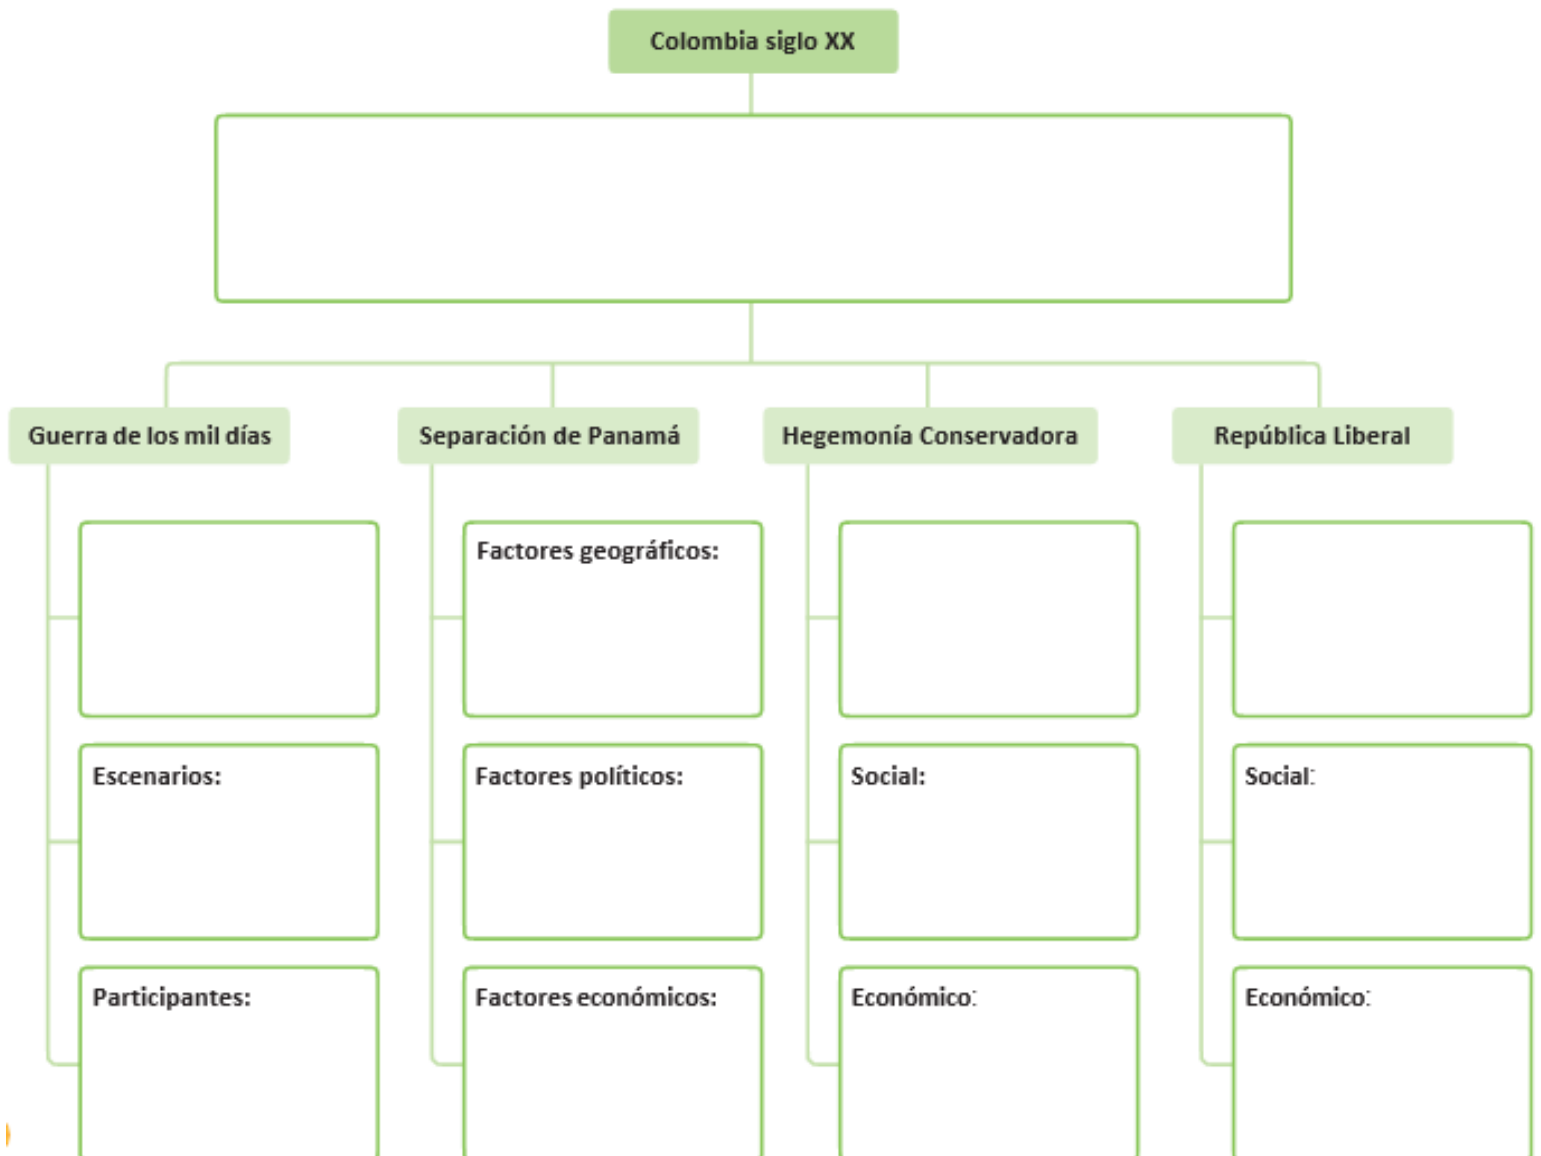 Colombia siglo XX
Guerra de los mil días
Separación de Panamá
Hegemonía Conservadora
República Liberal
Factores geográficos:
Escenarios:
Factores políticos:
Social:
Social:
Participantes:
Factores económicos:
Económico:
Económico: